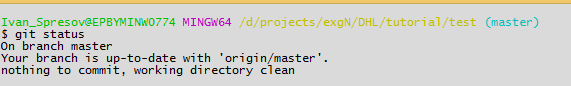 Ivan_Spresov@EPBYMINW0774 MINGW64 /d/projects/exgN/DHL/tutorial/test (master)
$ git status
On branch master
Your branch is up-to-date with 'origin/master'.
nothing to commit, working directory clean